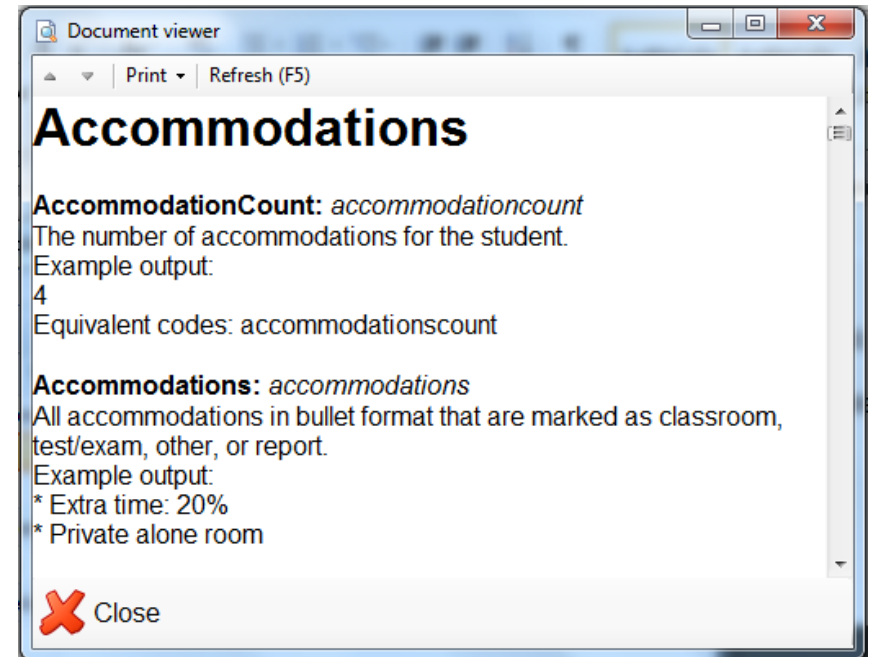 Document viewer
Print Refresh (F5)
Accommodations
AccommodationCount: accommodationcount
The number of accommodations for the student.
Example output:
4
Equivalent codes: accommodationscount
Accommodations: accommodations
All accommodations in bullet format that are marked as classroom,
test/exam, other, or report.
Example output:
* Extra time: 20%
* Private alone room
Close